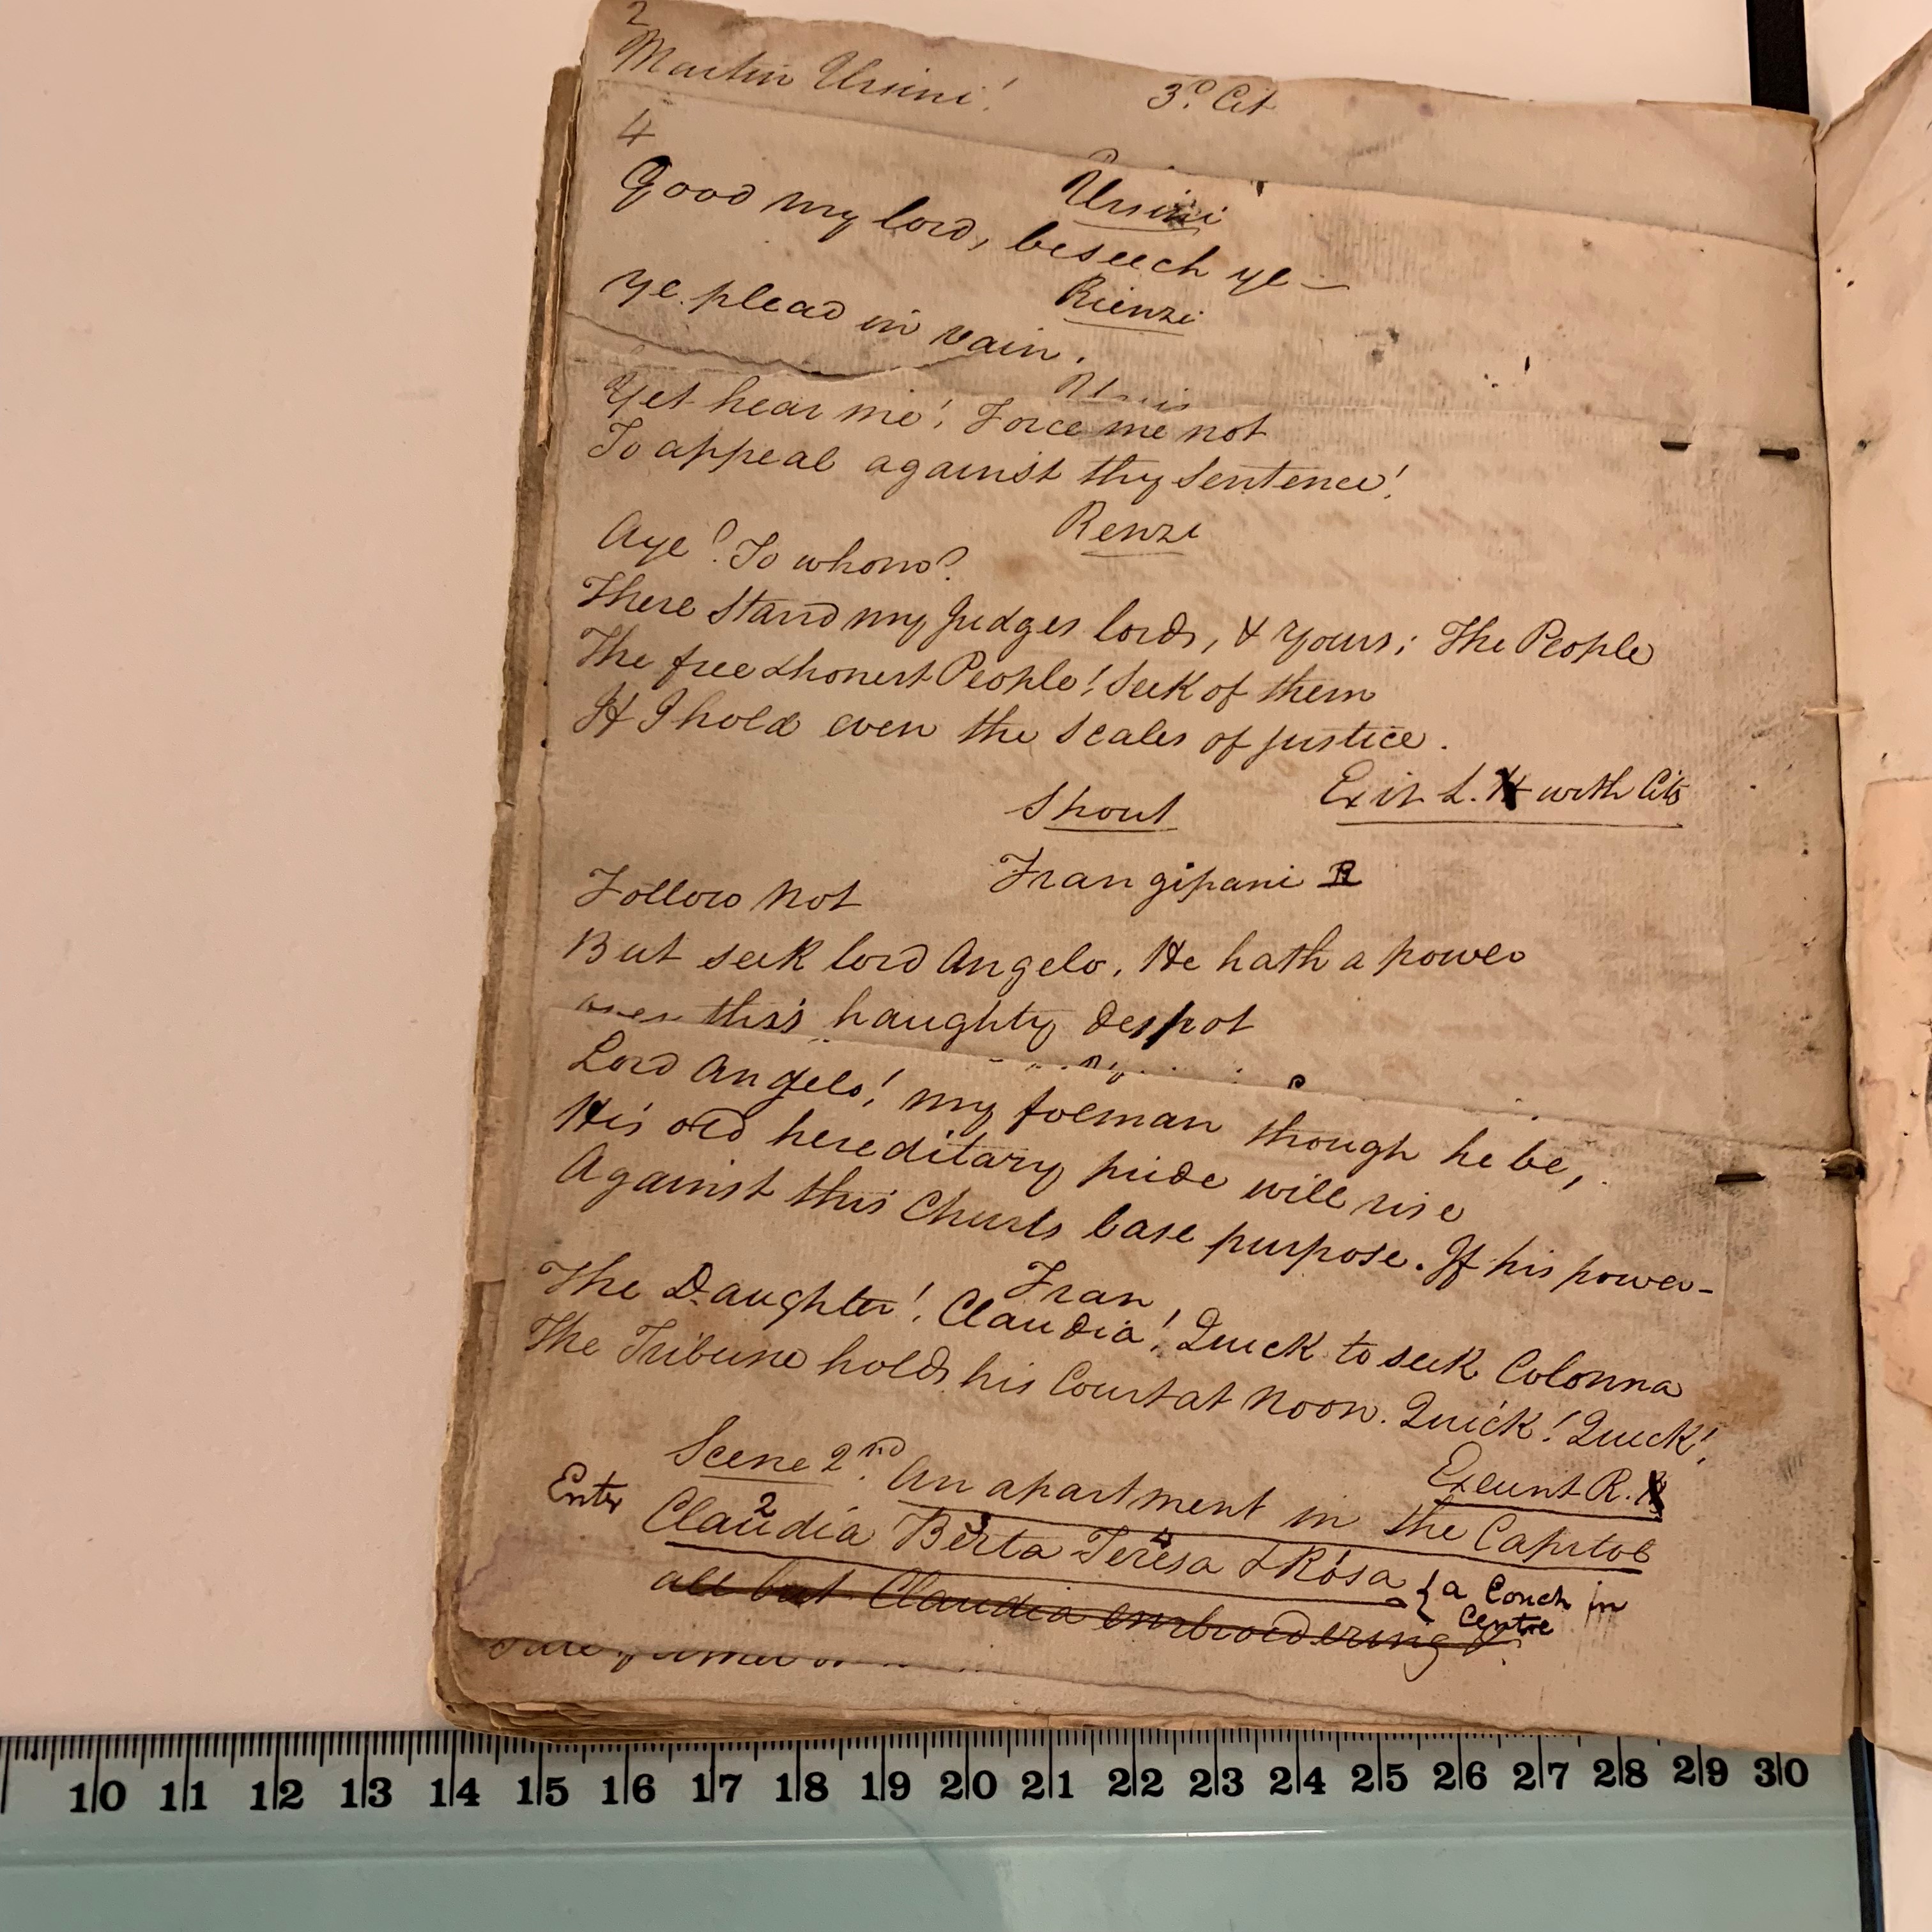 2
3.d Cit
Martin Ursini!
4
Ursini
Good my lord, beseech ye —
Rienzi
Ye plead in vain.
Yet hear me! Force me not
To appeal against thy sentence!
Renzi
Aye! To whom?
There stand my Judges lords, & yours; The People
The free & honest People! Seek of them
If I hold even the scales of justice.
Shout
Exit L. with Cits
Frangipani R
Follow not
But seek lord Angelo. He hath a power
over this haughty despot
Lord Angelo! my foeman though he be,
His old hereditary pride will rise
Against this Churls base purpose. If his power—
Fran
The Daughter! Claudia! Quick to seek Colonna
The Tribune holds his Court at Noon. Quick! Quick!
Exeunt R.
Scene 2nd. An apartment in the Capitol
Enter Claudia Berta Teresa & Rosa { a Couch in
2 3 4
Centre
all but Claudia embroidering
10 11 12 13 14 15 16 17 18 19 20 21 22 23 24 25 26 27 28 29 30